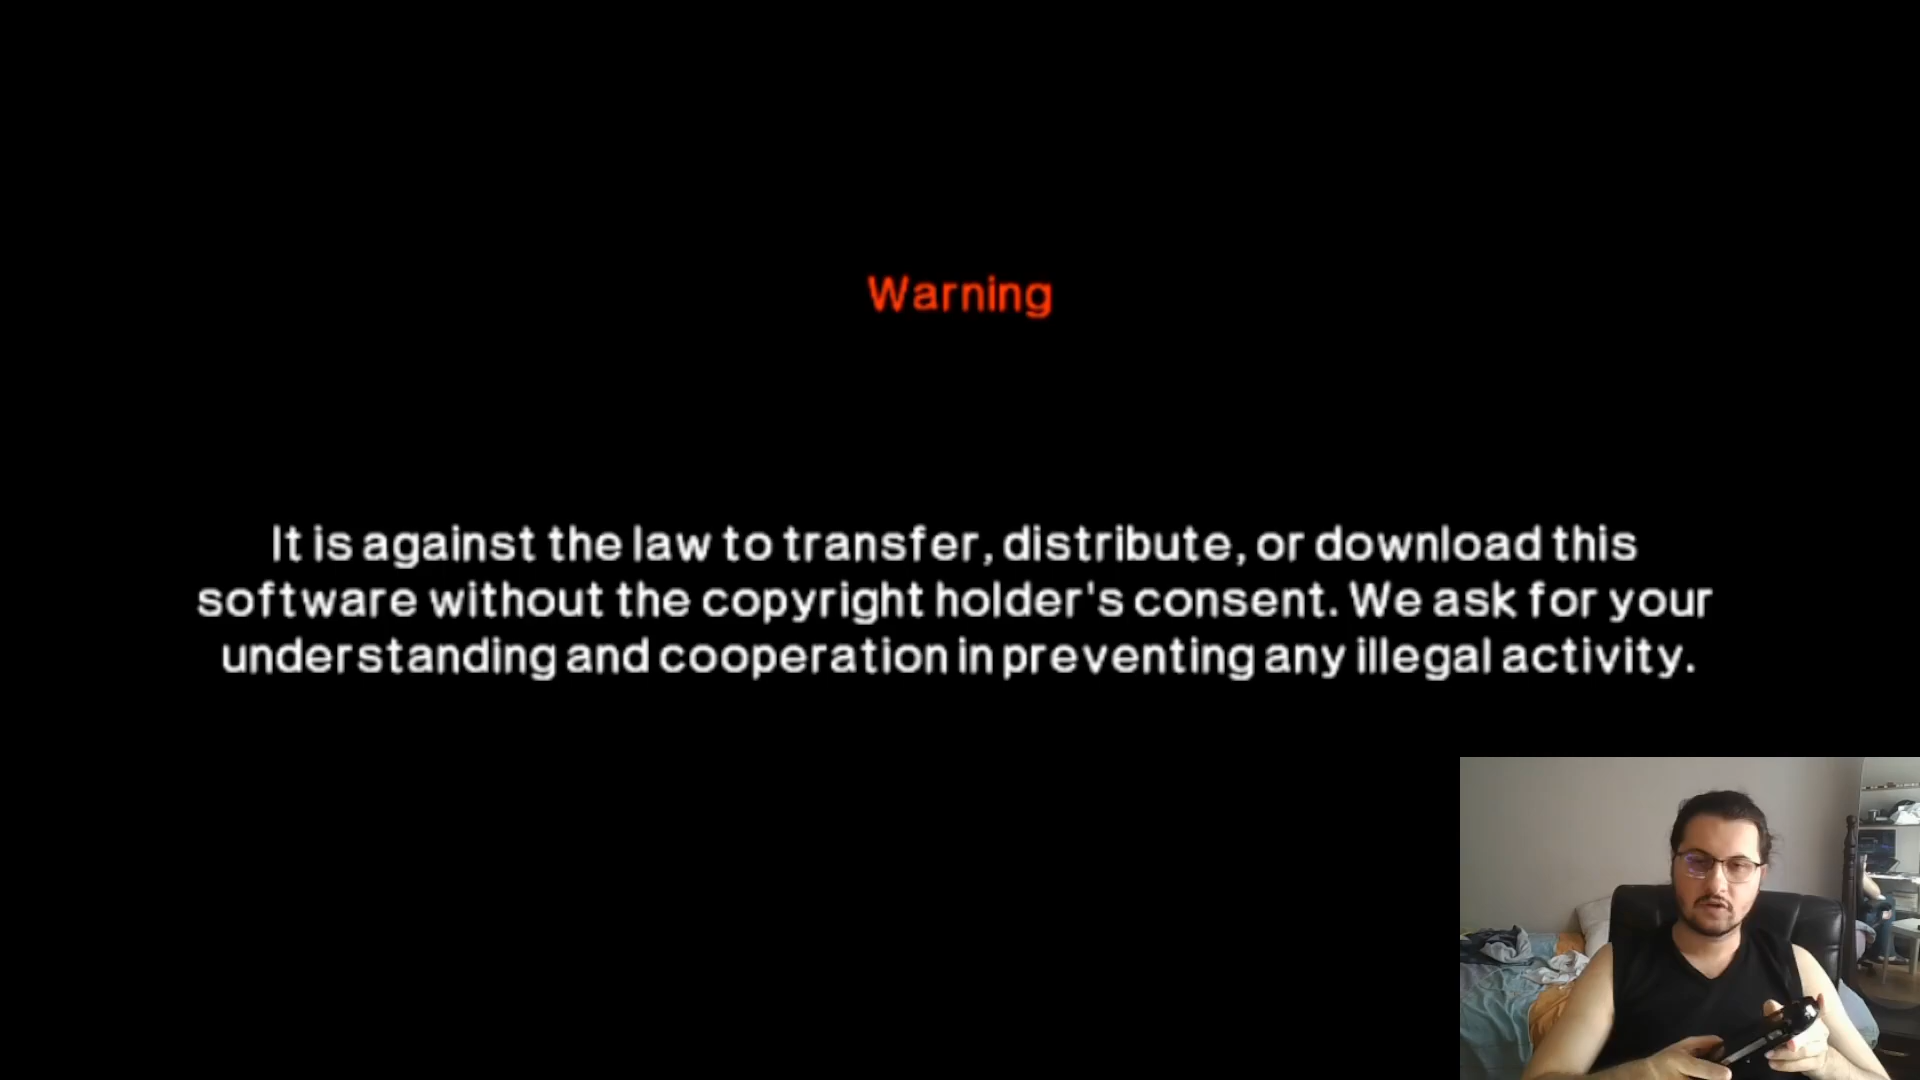 Warning
It is against the law to transfer, distribute, or download this
software without the copyright holder's consent. We ask for your
understanding and cooperation in preventing any illegal activity.